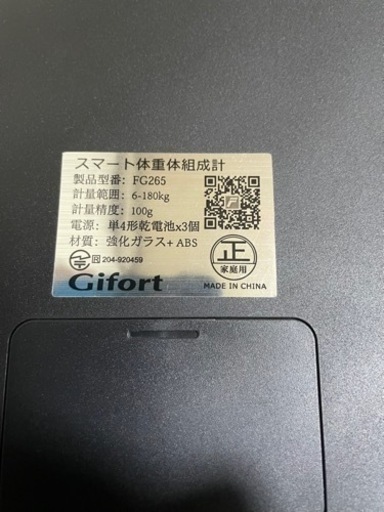 スマート体重体組成計
製品型番: FG265
計量範囲: 6-180kg
計量精度: 100g
電源: 単4形乾電池x3個
材質: 強化ガラス+ ABS
R 204-920459
正
家庭用
Gifort
MADE IN CHINA